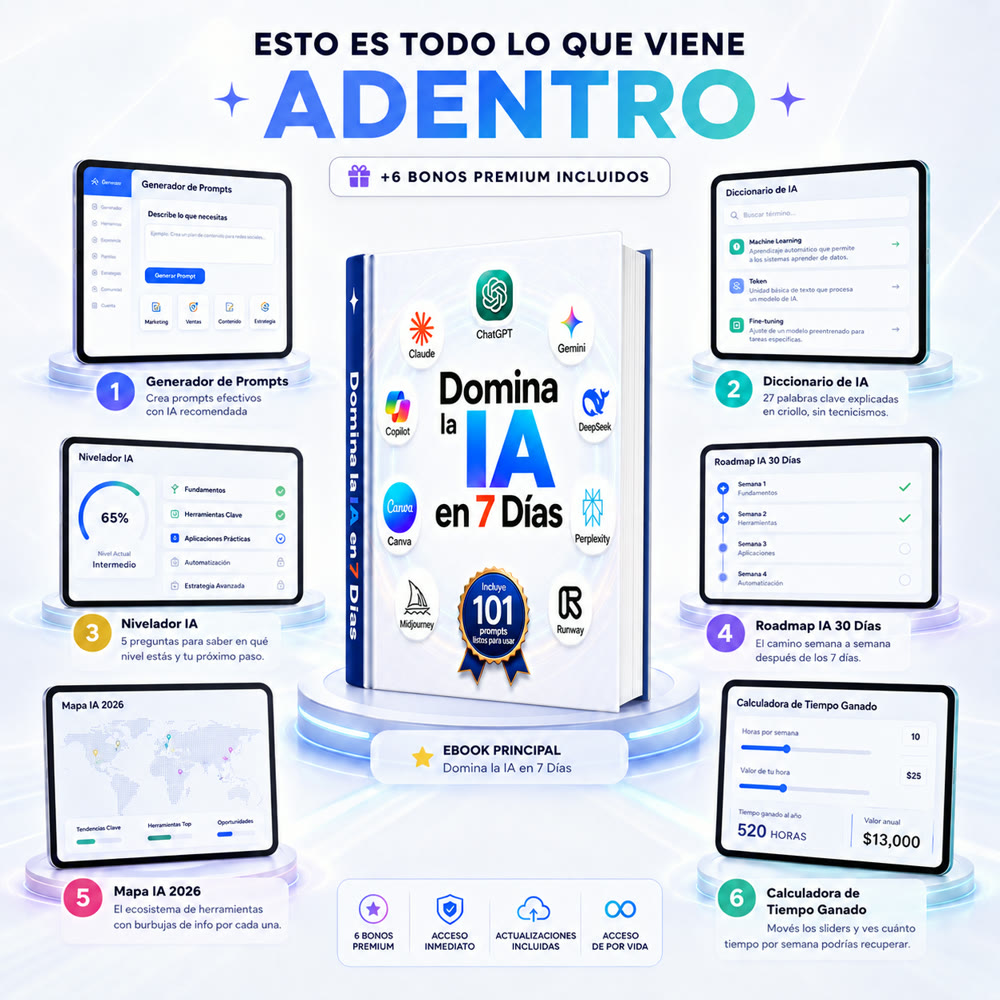 ESTO ES TODO LO QUE VIENE
ADENTRO
+6 BONOS PREMIUM INCLUIDOS
Generador
Generador de Prompts
Generador
Describe lo que necesitas
Ejemplo: Crea un plan de contenido para redes sociales...
Generar Prompt
Marketing
Ventas
Contenido
Estrategia
1
Generador de Prompts
Crea prompts efectivos
con IA recomendada
Diccionario de IA
Buscar término...
Machine Learning
Aprendizaje automático que permite
a los sistemas aprender de datos.
Token
Unidad básica de texto que procesa
un modelo de IA.
Fine-tuning
Ajuste de un modelo preentrenado para
tareas específicas.
2
Diccionario de IA
27 palabras clave explicadas
en criollo, sin tecnicismos.
Domina la IA en 7 Días
ChatGPT
Claude
Gemini
Copilot
DeepSeek
Domina
la
IA
en 7 Días
Canva
Canva
Perplexity
Midjourney
Runway
Incluye
101
prompts
listos para usar
Nivelador IA
65%
Nivel Actual
Intermedio
Fundamentos
Herramientas Clave
Aplicaciones Prácticas
Automatización
Estrategia Avanzada
3
Nivelador IA
5 preguntas para saber en qué
nivel estás y tu próximo paso.
Roadmap IA 30 Días
Semana 1
Fundamentos
Semana 2
Herramientas
Semana 3
Aplicaciones
Semana 4
Automatización
4
Roadmap IA 30 Días
El camino semana a semana
después de los 7 días.
EBOOK PRINCIPAL
Domina la IA en 7 Días
Mapa IA 2026
Tendencias Clave
Herramientas Top
Oportunidades
5
Mapa IA 2026
El ecosistema de herramientas
con burbujas de info por cada una.
Calculadora de Tiempo Ganado
Horas por semana
10
Valor de tu hora
$25
Tiempo ganado al año
520 HORAS
Valor anual
$13,000
6
Calculadora de
Tiempo Ganado
Movés los sliders y ves cuánto
tiempo por semana podrías recuperar.
6 BONOS
PREMIUM
ACCESO
INMEDIATO
ACTUALIZACIONES
INCLUIDAS
ACCESO
DE POR VIDA